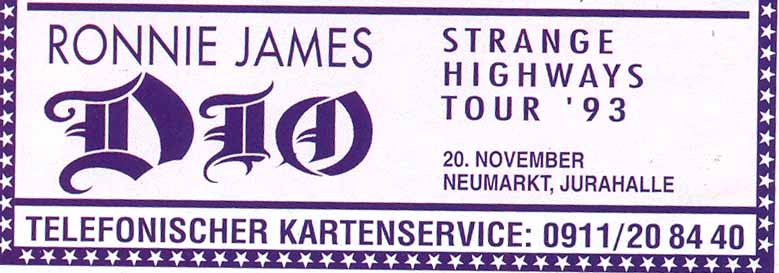 RONNIE JAMES
DIO
STRANGE
HIGHWAYS
TOUR '93
20. NOVEMBER
NEUMARKT, JURAHALLE
TELEFONISCHER KARTENSERVICE: 0911/20 84 40